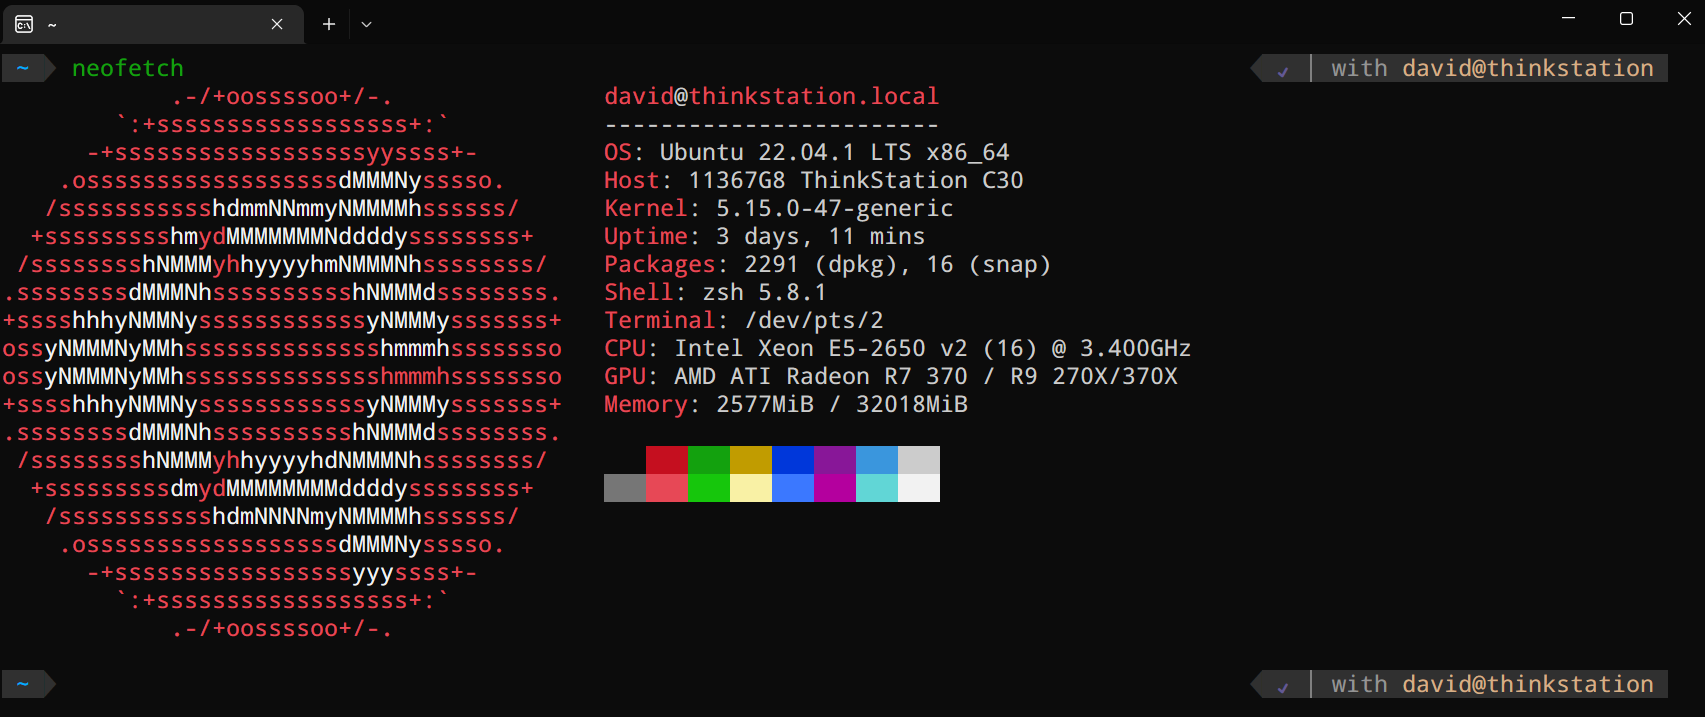 ~
~ neofetch ✓ with david@thinkstation
.-/+oossssoo+/-. david@thinkstation.local
`:+ssssssssssssssssss+:` ------------------------
-+ssssssssssssssssssyyssss+- OS: Ubuntu 22.04.1 LTS x86_64
.ossssssssssssssssssdMMMNysssso. Host: 11367G8 ThinkStation C30
/ssssssssssshdmmNNmmyNMMMMhssssss/ Kernel: 5.15.0-47-generic
+ssssssssshmydMMMMMMMNddddyssssssss+ Uptime: 3 days, 11 mins
/sssssssshNMMMyhhyyyyhmNMMMNhssssssss/ Packages: 2291 (dpkg), 16 (snap)
.ssssssssdMMMNhsssssssssshNMMMdssssssss. Shell: zsh 5.8.1
+sssshhhyNMMNyssssssssssssyNMMMysssssss+ Terminal: /dev/pts/2
ossyNMMMNyMMhsssssssssssssshmmmhssssssso CPU: Intel Xeon E5-2650 v2 (16) @ 3.400GHz
ossyNMMMNyMMhsssssssssssssshmmmhssssssso GPU: AMD ATI Radeon R7 370 / R9 270X/370X
+sssshhhyNMMNyssssssssssssyNMMMysssssss+ Memory: 2577MiB / 32018MiB
.ssssssssdMMMNhsssssssssshNMMMdssssssss.
/sssssssshNMMMyhhyyyyhdNMMMNhssssssss/
+sssssssssdmydMMMMMMMMddddyssssssss+
/ssssssssssshdmNNNNmyNMMMMhssssss/
.ossssssssssssssssssdMMMNysssso.
-+sssssssssssssssssyyyssss+-
`:+ssssssssssssssssss+:`
.-/+oossssoo+/-.
~ ✓ with david@thinkstation